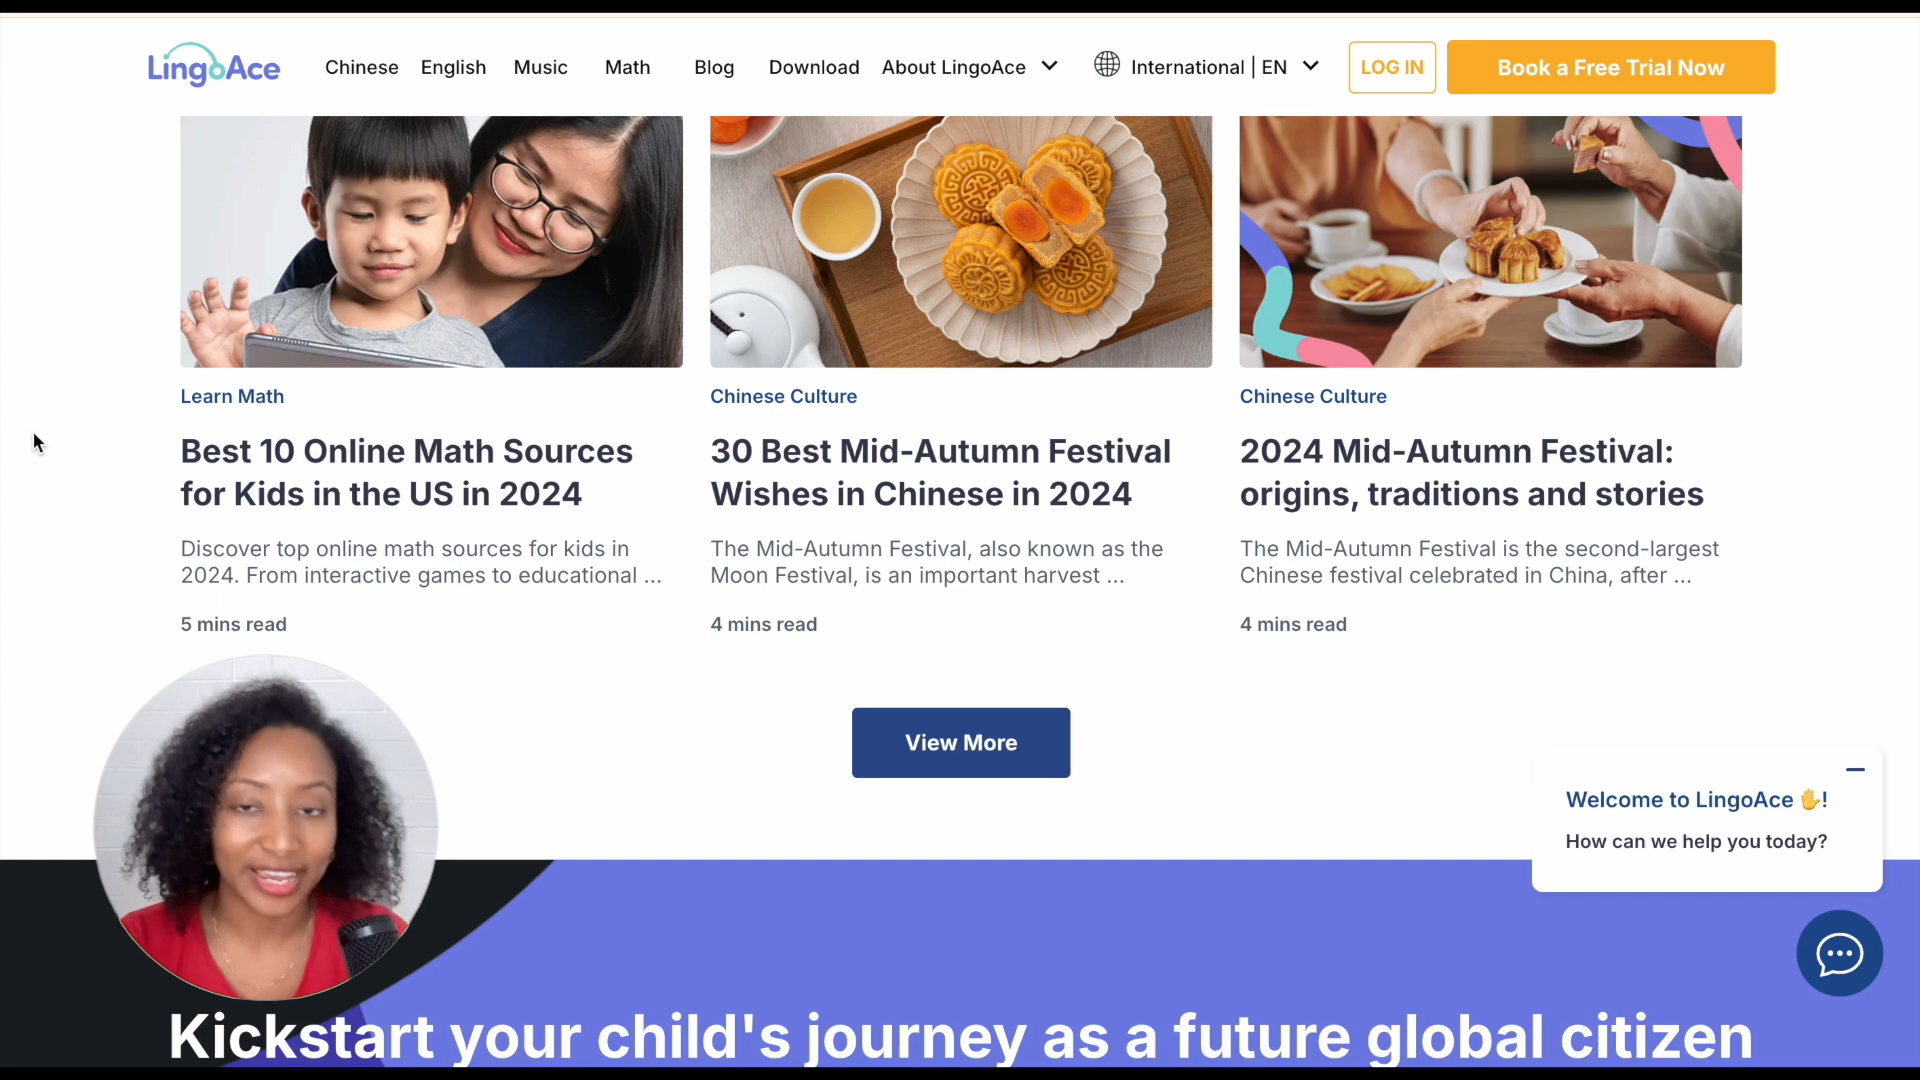 LingoAce
Chinese English Music Math Blog Download About LingoAce International | EN LOG IN Book a Free Trial Now
Learn Math
Best 10 Online Math Sources
for Kids in the US in 2024
Discover top online math sources for kids in
2024. From interactive games to educational ...
5 mins read
Chinese Culture
30 Best Mid-Autumn Festival
Wishes in Chinese in 2024
The Mid-Autumn Festival, also known as the
Moon Festival, is an important harvest ...
4 mins read
Chinese Culture
2024 Mid-Autumn Festival:
origins, traditions and stories
The Mid-Autumn Festival is the second-largest
Chinese festival celebrated in China, after ...
4 mins read
View More
Welcome to LingoAce 🖐️!
How can we help you today?
Kickstart your child's journey as a future global citizen